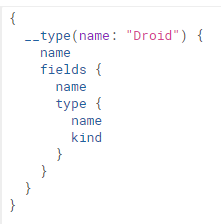 {
  __type(name: "Droid") {
    name
    fields {
      name
      type {
        name
        kind
      }
    }
  }
}